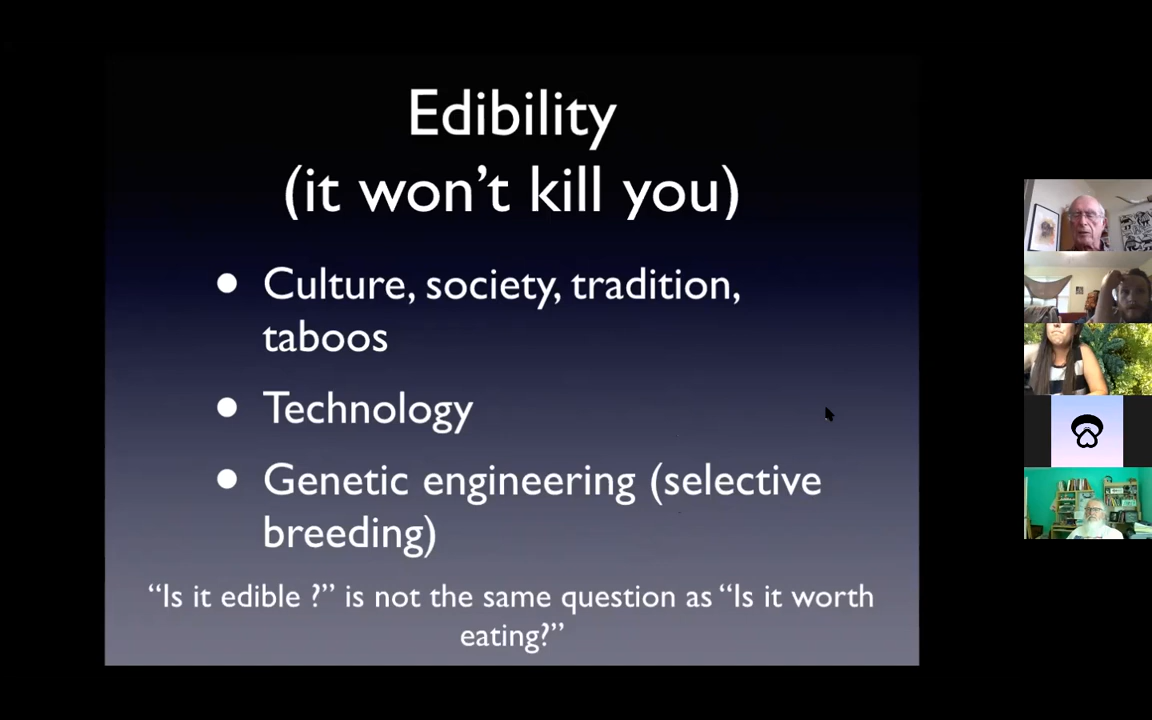 Edibility
(it won’t kill you)
• Culture, society, tradition,
taboos
• Technology
• Genetic engineering (selective
breeding)
“Is it edible ?” is not the same question as “Is it worth
eating?”